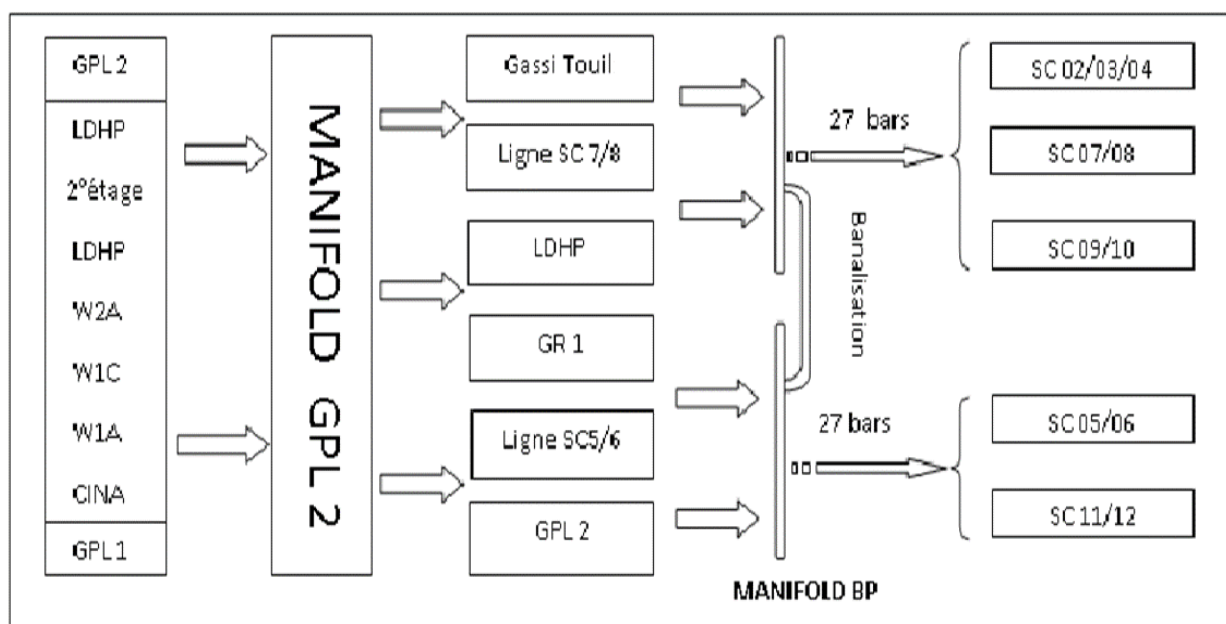 GPL 2
LDHP
2°étage
LDHP
W2A
W1C
W1A
CINA
GPL 1
MANIFOLD GPL 2
Gassi Touil
Ligne SC 7/8
LDHP
GR 1
Ligne SC5/6
GPL 2
27 bars
Banalisation
27 bars
MANIFOLD BP
SC 02/03/04
SC 07/08
SC 09/10
SC 05/06
SC 11/12